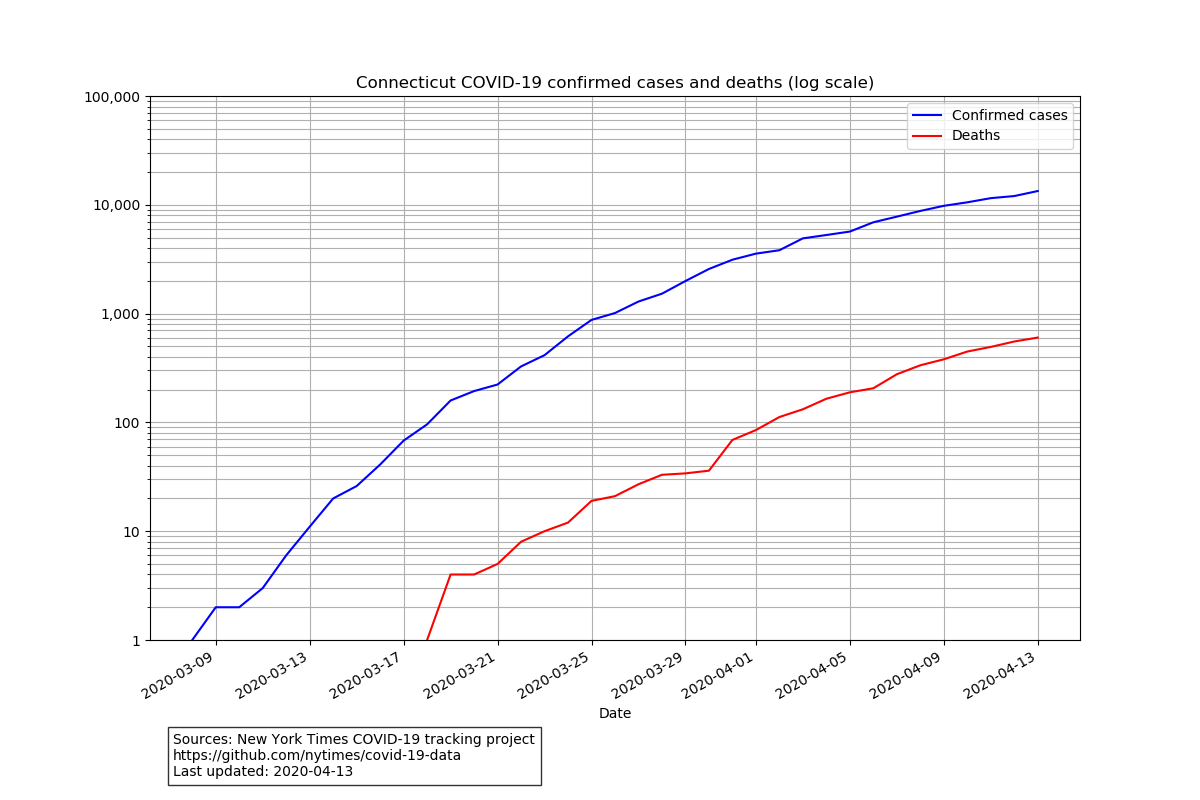 Connecticut COVID-19 confirmed cases and deaths (log scale)
100,000
10,000
1,000
100
10
1
Confirmed cases
Deaths
2020-03-09
2020-03-13
2020-03-17
2020-03-21
2020-03-25
2020-03-29
2020-04-01
2020-04-05
2020-04-09
2020-04-13
Date
Sources: New York Times COVID-19 tracking project
https://github.com/nytimes/covid-19-data
Last updated: 2020-04-13